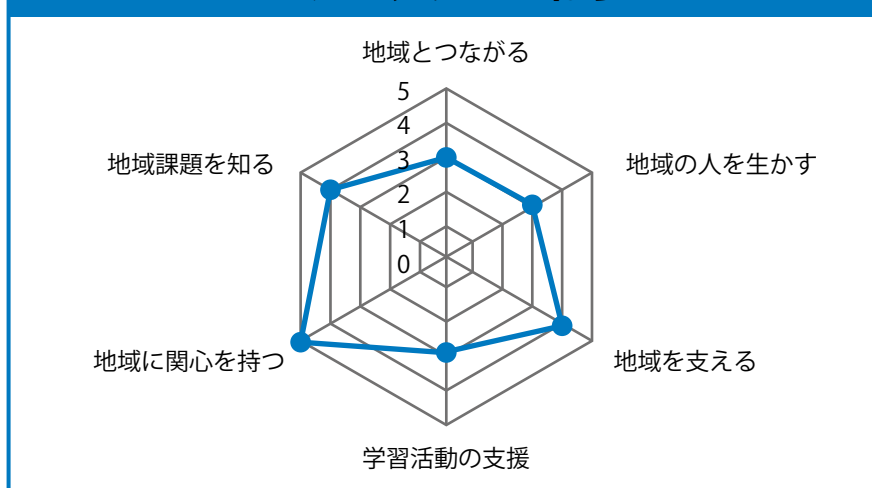 地域とつながる
地域の人を生かす
地域を支える
学習活動の支援
地域に関心を持つ
地域課題を知る
5
4
3
2
1
0